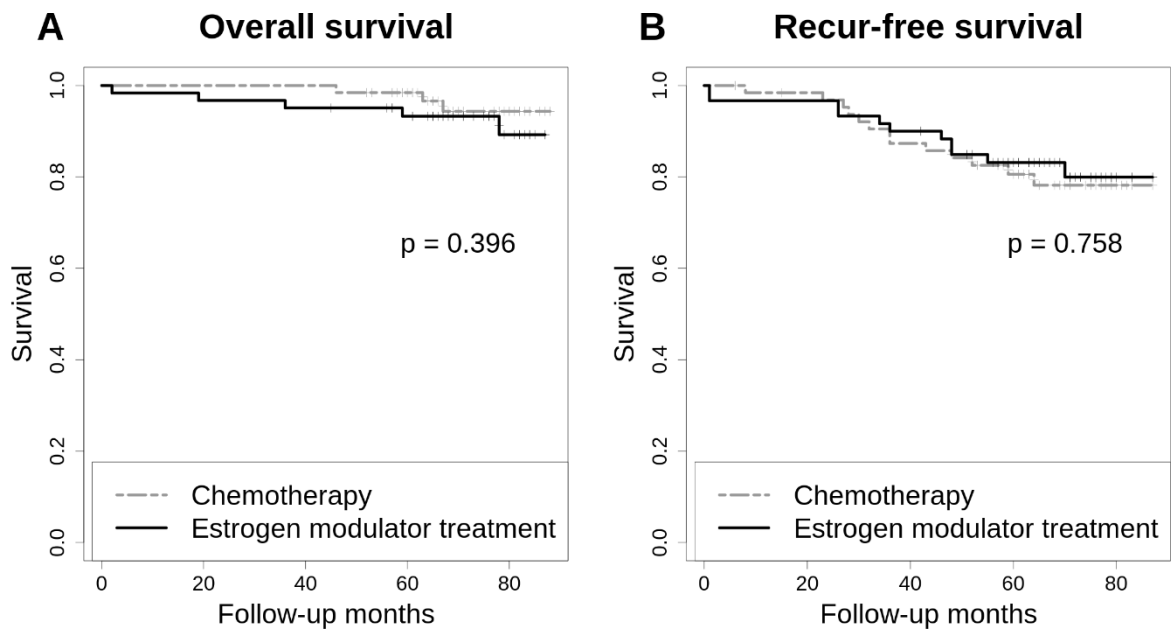 A Overall survival
1.0
0.8
0.6
0.4
0.2
0.0
Survival
p = 0.396
Chemotherapy
Estrogen modulator treatment
0 20 40 60 80
Follow-up months
B Recur-free survival
1.0
0.8
0.6
0.4
0.2
0.0
Survival
p = 0.758
Chemotherapy
Estrogen modulator treatment
0 20 40 60 80
Follow-up months